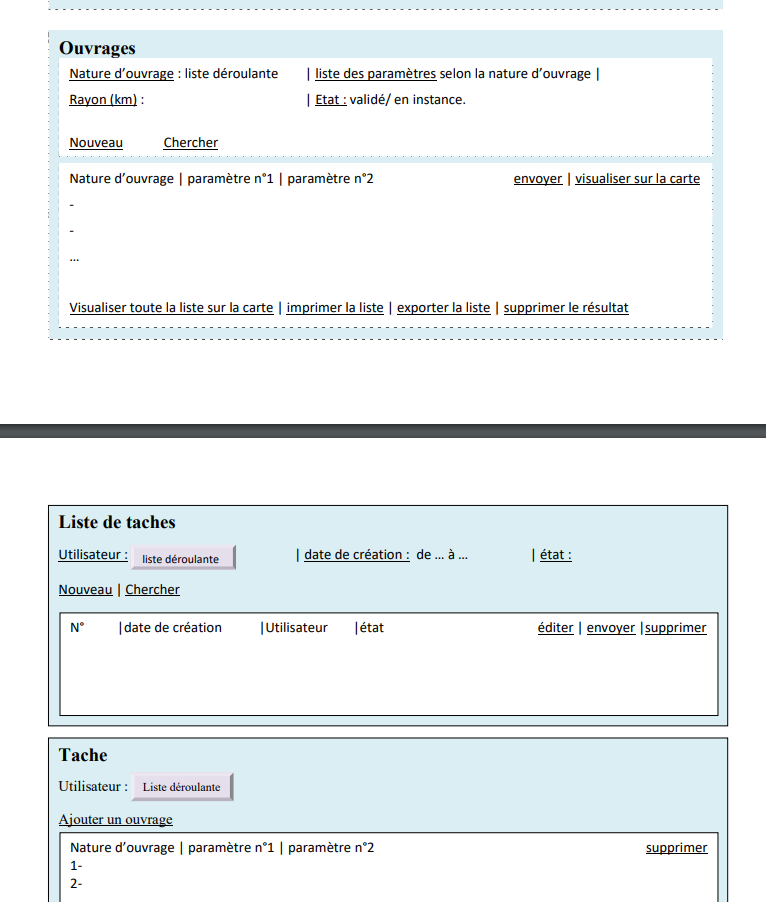 Ouvrages
Nature d'ouvrage : liste déroulante | liste des paramètres selon la nature d'ouvrage |
Rayon (km) : | Etat : validé/ en instance.
Nouveau Chercher
Nature d'ouvrage | paramètre n°1 | paramètre n°2 envoyer | visualiser sur la carte
-
-
...
Visualiser toute la liste sur la carte | imprimer la liste | exporter la liste | supprimer le résultat
Liste de taches
Utilisateur : liste déroulante | date de création : de ... à ... | état :
Nouveau | Chercher
N° |date de création |Utilisateur |état éditer | envoyer |supprimer
Tache
Utilisateur : Liste déroulante
Ajouter un ouvrage
Nature d'ouvrage | paramètre n°1 | paramètre n°2 supprimer
1-
2-